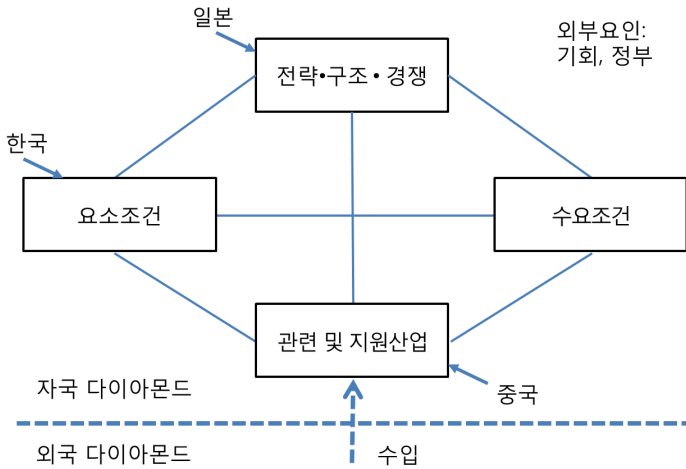 일본
외부요인:
기회, 정부
전략•구조 • 경쟁
한국
요소조건
수요조건
관련 및 지원산업
자국 다이아몬드
중국
외국 다이아몬드
수입